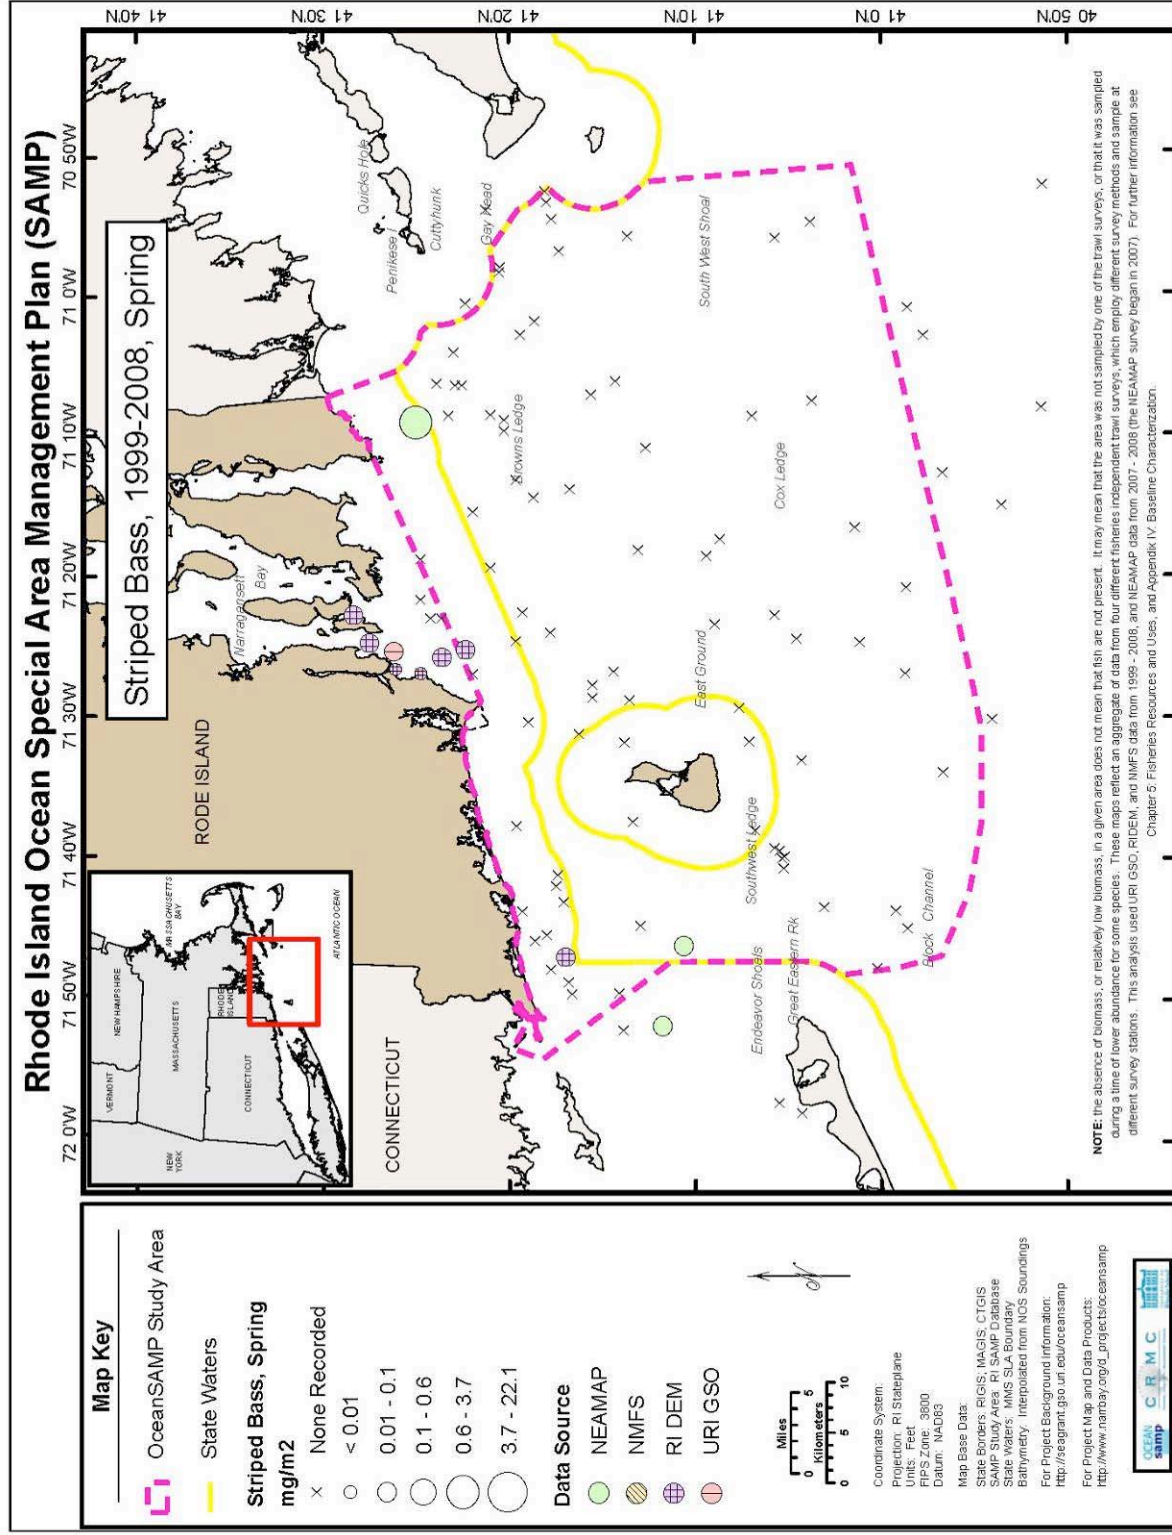 Rhode Island Ocean Special Area Management Plan (SAMP)
72 0'W
71 50'W
71 40'W
71 30'W
71 20'W
71 10'W
71 0'W
70 50'W
41 40'N
41 30'N
41 20'N
41 10'N
41 0'N
40 50'N
Striped Bass, 1999-2008, Spring
VERMONT
NEW HAMPSHIRE
MASSACHUSETTS
BAY
NEW
YORK
MASSACHUSETTS
CONNECTICUT
RHODE
ISLAND
ATLANTIC OCEAN
RODE ISLAND
CONNECTICUT
Narragansett
Bay
Quicks Hole
Penikese I
Cuttyhunk
Gay Head
Browns Ledge
South West Shoal
Cox Ledge
East Ground
Southwest Ledge
Endeavor Shoals
Great Eastern Rk
Block Channel
NOTE: the absence of biomass, or relatively low biomass, in a given area does not mean that fish are not present. It may mean that the area was not sampled by one of the trawl surveys, or that it was sampled
during a time of lower abundance for some species. These maps reflect an aggregate of data from four different fisheries independent trawl surveys, which employ different survey methods and sample at
different survey stations. This analysis used URI GSO, RIDEM, and NMFS data from 1999 - 2008, and NEAMAP data from 2007 - 2008 (the NEAMAP survey began in 2007). For further information see
Chapter 5: Fisheries Resources and Uses, and Appendix IV. Baseline Characterization.
Map Key
OceanSAMP Study Area
State Waters
Striped Bass, Spring
mg/m2
None Recorded
< 0.01
0.01 - 0.1
0.1 - 0.6
0.6 - 3.7
3.7 - 22.1
Data Source
NEAMAP
NMFS
RI DEM
URI GSO
Miles
0 5
Kilometers
0 5 10
N
Coordinate System:
Projection: RI Stateplane
Units: Feet
FIPS Zone: 3800
Datum: NAD83
Map Base Data:
State Borders: RIGIS; MAGIS; CTGIS
SAMP Study Area: RI SAMP Database
State Waters: MMS SLA Boundary
Bathymetry: Interpolated from NOS Soundings
For Project Background Information:
http://seagrant.gso.uri.edu/oceansamp
For Project Map and Data Products:
http://www.narrbay.org/d_projects/oceansamp
OCEAN
samp
C R M C